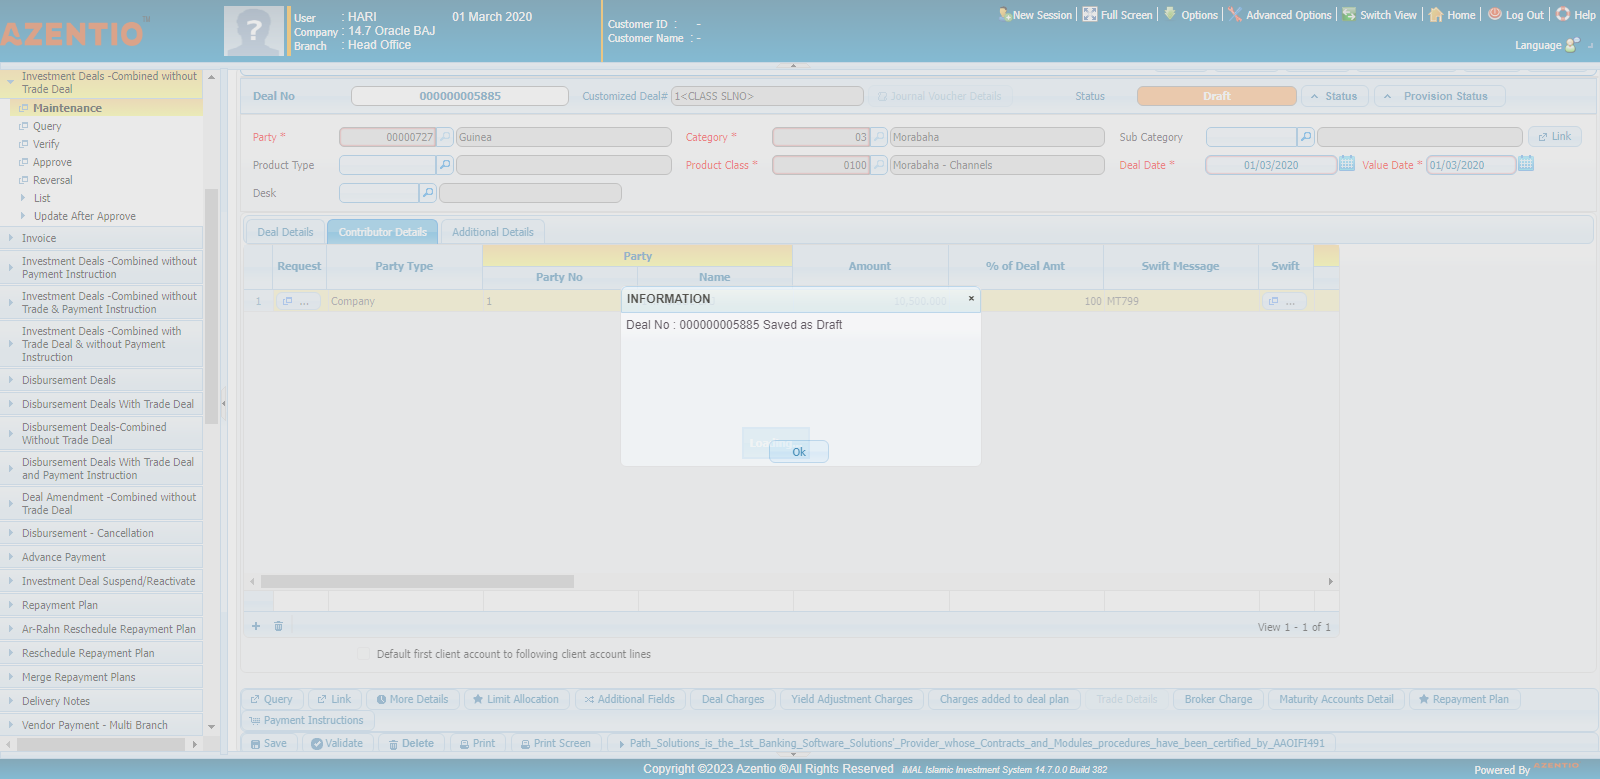 AZENTIO™
User : HARI 01 March 2020
Company : 14.7 Oracle BAJ
Branch : Head Office
Customer ID : -
Customer Name : -
New Session Full Screen Options Advanced Options Switch View Home Log Out Help
Language
Investment Deals -Combined without
Trade Deal
Maintenance
Query
Verify
Approve
Reversal
List
Update After Approve
Invoice
Investment Deals -Combined without
Payment Instruction
Investment Deals -Combined without
Trade & Payment Instruction
Investment Deals -Combined with
Trade Deal & without Payment
Instruction
Disbursement Deals
Disbursement Deals With Trade Deal
Disbursement Deals-Combined
Without Trade Deal
Disbursement Deals With Trade Deal
and Payment Instruction
Deal Amendment -Combined without
Trade Deal
Disbursement - Cancellation
Advance Payment
Investment Deal Suspend/Reactivate
Repayment Plan
Ar-Rahn Reschedule Repayment Plan
Reschedule Repayment Plan
Merge Repayment Plans
Delivery Notes
Vendor Payment - Multi Branch
Deal No 000000005885 Customized Deal# 1<CLASS SLNO> Journal Voucher Details Status Draft Status Provision Status
Party * 00000727 Guinea Category * 03 Morabaha Sub Category Link
Product Type Product Class * 0100 Morabaha - Channels Deal Date * 01/03/2020 Value Date * 01/03/2020
Desk
Deal Details Contributor Details Additional Details
Request Party Type Party Amount % of Deal Amt Swift Message Swift
Party No Name
1 ... Company 1 10,500.000 100 MT799 ...
INFORMATION ×
Deal No : 000000005885 Saved as Draft
Ok
View 1 - 1 of 1
Default first client account to following client account lines
Query Link More Details Limit Allocation Additional Fields Deal Charges Yield Adjustment Charges Charges added to deal plan Trade Details Broker Charge Maturity Accounts Detail Repayment Plan
Payment Instructions
Save Validate Delete Print Print Screen Path_Solutions_is_the_1st_Banking_Software_Solutions'_Provider_whose_Contracts_and_Modules_procedures_have_been_certified_by_AAOIFI491
Copyright ©2023 Azentio ®All Rights Reserved iMAL Islamic Investment System 14.7.0.0 Build 382
Powered By AZENTIO